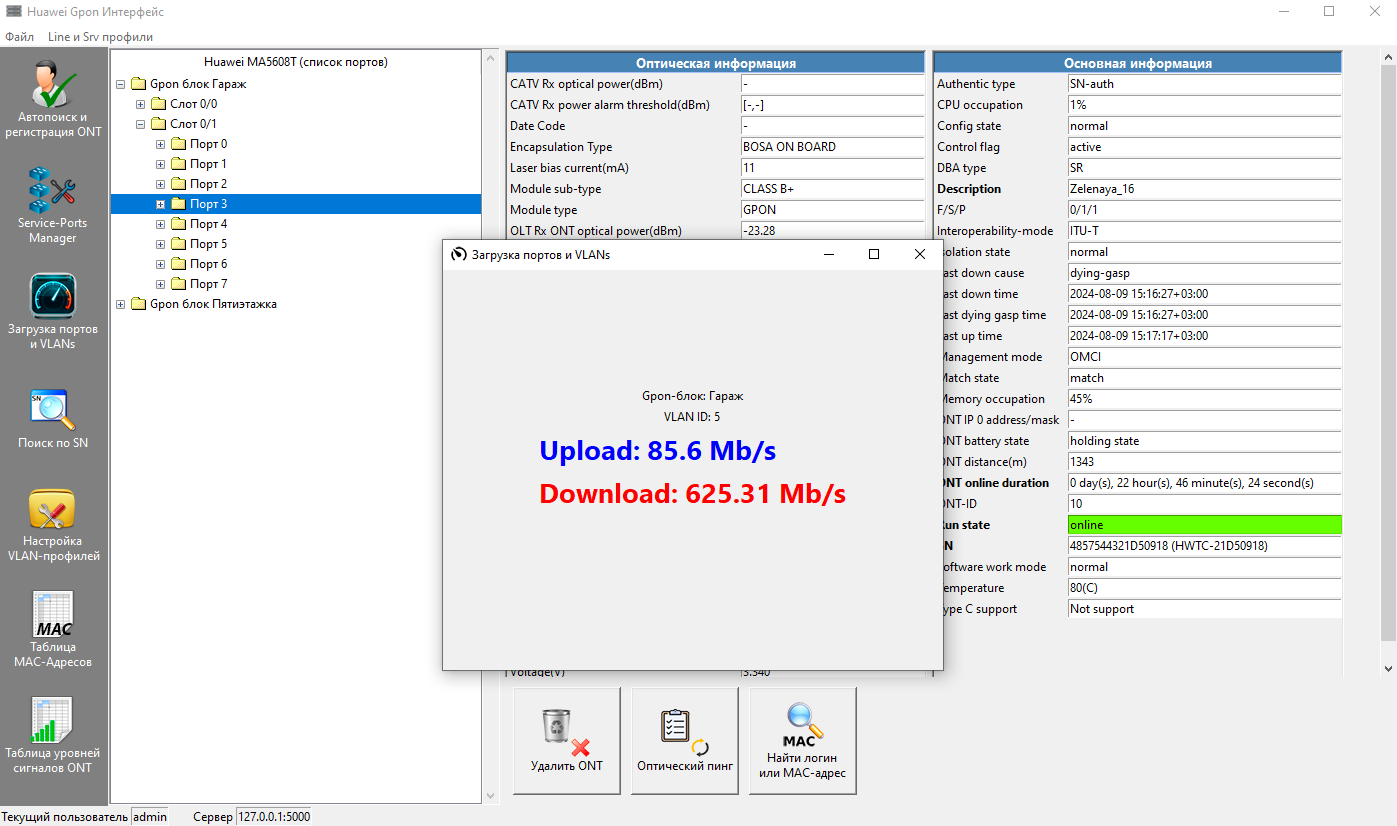 Huawei Gpon Интерфейс
Файл Line и Srv профили
Автопоиск и
регистрация ONT
Service-Ports
Manager
Загрузка портов
и VLANs
SN
Поиск по SN
Настройка
VLAN-профилей
MAC
Таблица
MAC-Адресов
Таблица уровней
сигналов ONT
Huawei MA5608T (список портов)
Gpon блок Гараж
Слот 0/0
Слот 0/1
Порт 0
Порт 1
Порт 2
Порт 3
Порт 4
Порт 5
Порт 6
Порт 7
Gpon блок Пятиэтажка
Оптическая информация
CATV Rx optical power(dBm) -
CATV Rx power alarm threshold(dBm) [-,-]
Date Code -
Encapsulation Type BOSA ON BOARD
Laser bias current(mA) 11
Module sub-type CLASS B+
Module type GPON
OLT Rx ONT optical power(dBm) -23.28
Voltage(V) 3.340
Загрузка портов и VLANs
Gpon-блок: Гараж
VLAN ID: 5
Upload: 85.6 Mb/s
Download: 625.31 Mb/s
Основная информация
Authentic type SN-auth
CPU occupation 1%
Config state normal
Control flag active
DBA type SR
Description Zelenaya_16
F/S/P 0/1/1
Interoperability-mode ITU-T
solation state normal
ast down cause dying-gasp
ast down time 2024-08-09 15:16:27+03:00
ast dying gasp time 2024-08-09 15:16:27+03:00
ast up time 2024-08-09 15:17:17+03:00
Management mode OMCI
Match state match
Memory occupation 45%
ONT IP 0 address/mask -
ONT battery state holding state
ONT distance(m) 1343
ONT online duration 0 day(s), 22 hour(s), 46 minute(s), 24 second(s)
ONT-ID 10
Run state online
N 4857544321D50918 (HWTC-21D50918)
oftware work mode normal
emperature 80(C)
ype C support Not support
Удалить ONT
Оптический пинг
MAC
Найти логин
или MAC-адрес
Текущий пользователь admin Сервер 127.0.0.1:5000